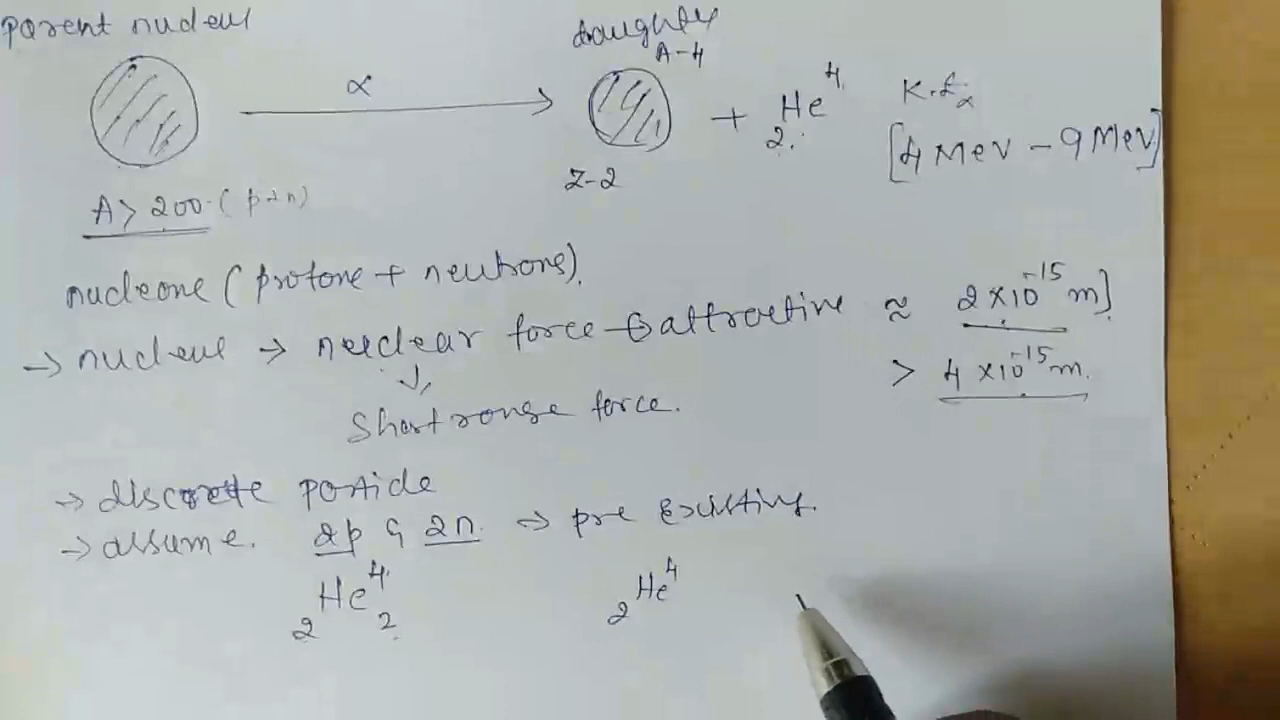 parent nucleus
daughter
α
A-4
Z-2
+ ₂He⁴
K.E.α
[4 Mev - 9 Mev]
A > 200 (p+n)
nucleons (protons + neutrons).
→ nucleus → nuclear force → attractive ≈ 2×10⁻¹⁵ m]
↓
> 4×10⁻¹⁵ m.
Short range force.
→ discrete particle
→ assume. 2p & 2n. → pre existing.
₂He⁴₂
₂He⁴